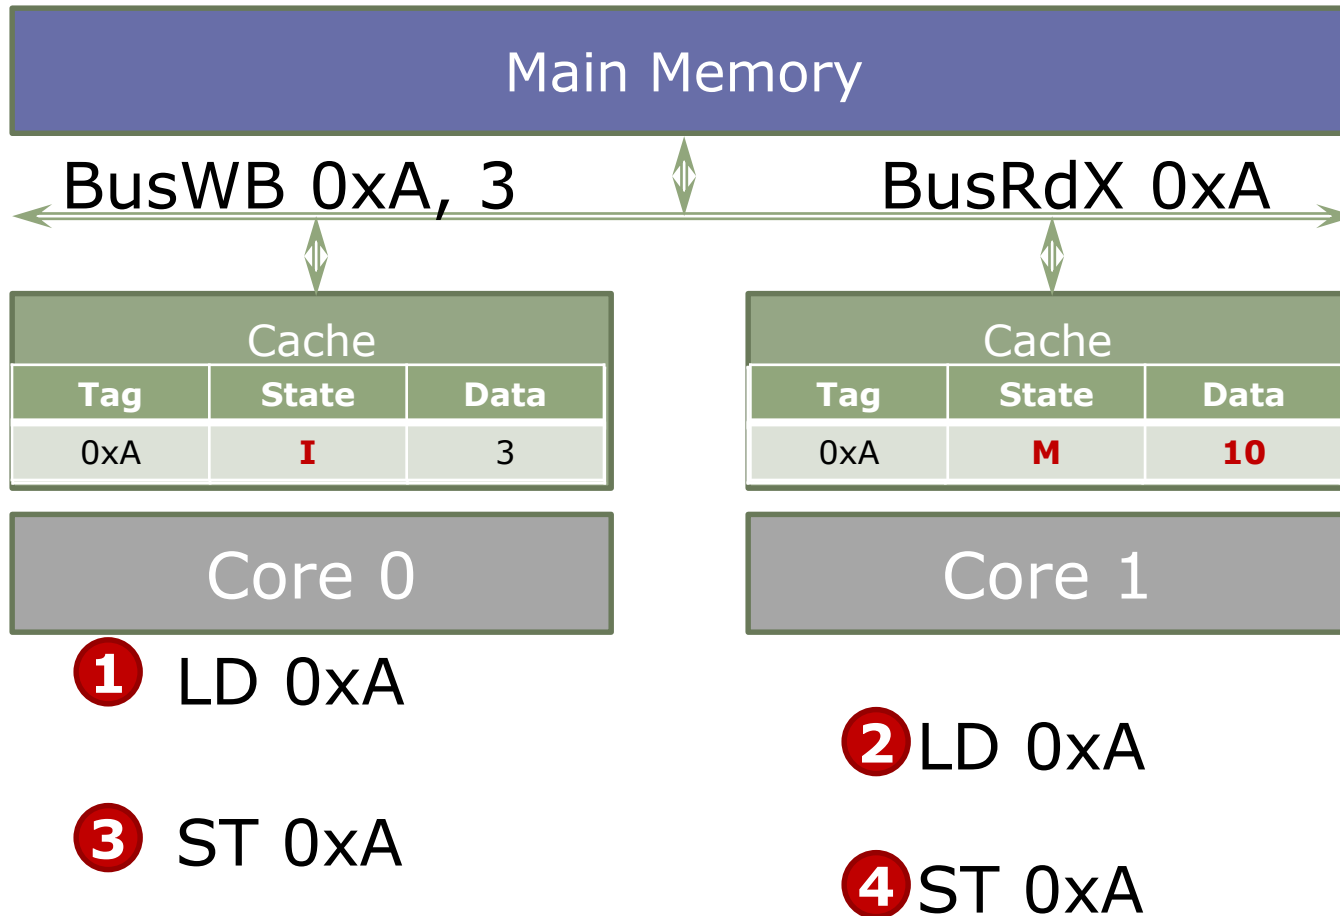 Main Memory
BusWB 0xA, 3
BusRdX 0xA
Cache
Tag State Data
0xA I 3
Core 0
Cache
Tag State Data
0xA M 10
Core 1
1 LD 0xA
2 LD 0xA
3 ST 0xA
4 ST 0xA